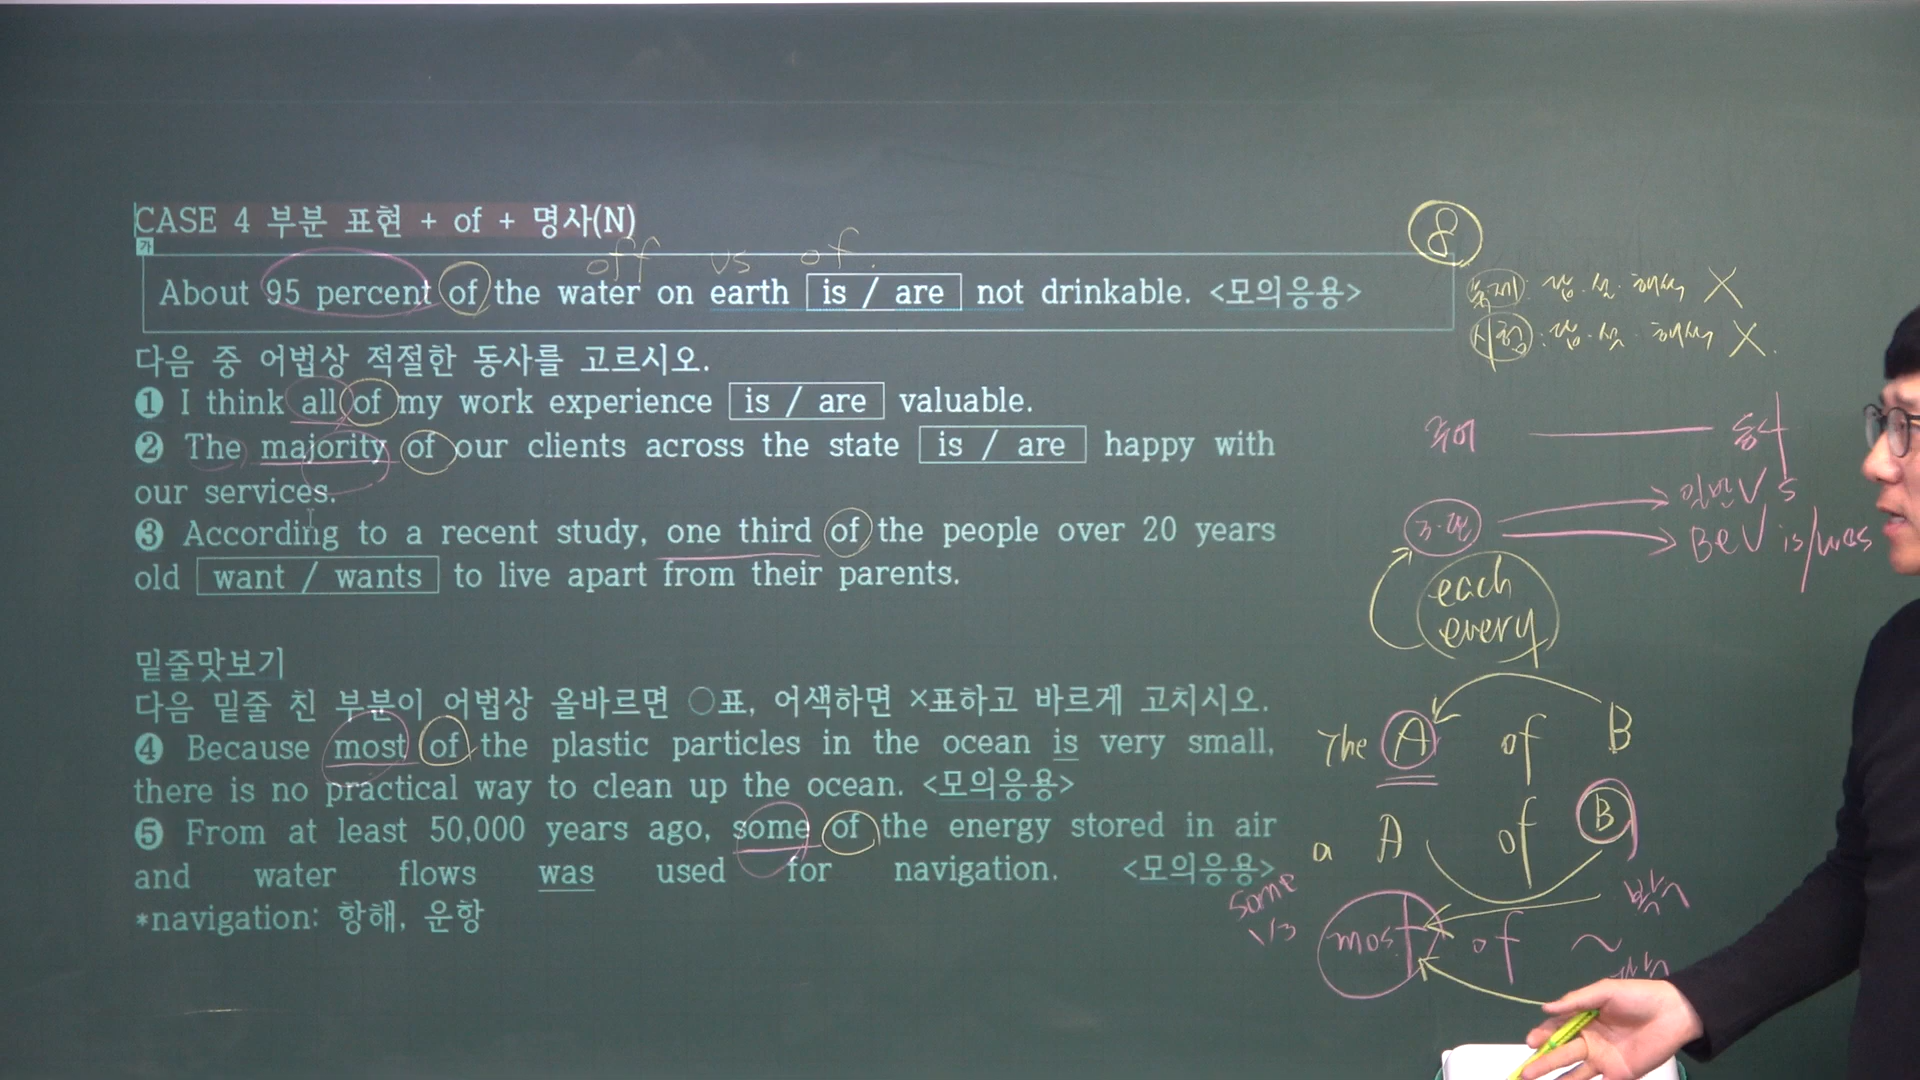 CASE 4 부분 표현 + of + 명사(N)
가
off vs of.
About 95 percent of the water on earth is / are not drinkable. <모의응용>
다음 중 어법상 적절한 동사를 고르시오.
❶ I think all of my work experience is / are valuable.
❷ The majority of our clients across the state is / are happy with
our services.
❸ According to a recent study, one third of the people over 20 years
old want / wants to live apart from their parents.
밑줄맛보기
다음 밑줄 친 부분이 어법상 올바르면 ○표, 어색하면 ×표하고 바르게 고치시오.
❹ Because most of the plastic particles in the ocean is very small,
there is no practical way to clean up the ocean. <모의응용>
❺ From at least 50,000 years ago, some of the energy stored in air
and water flows was used for navigation. <모의응용>
*navigation: 항해, 운항
8
X
시험: X.
주어 동사
일반V s
BeV is/was
each
every
The A of B
a A of B
some
1/3
most of ~